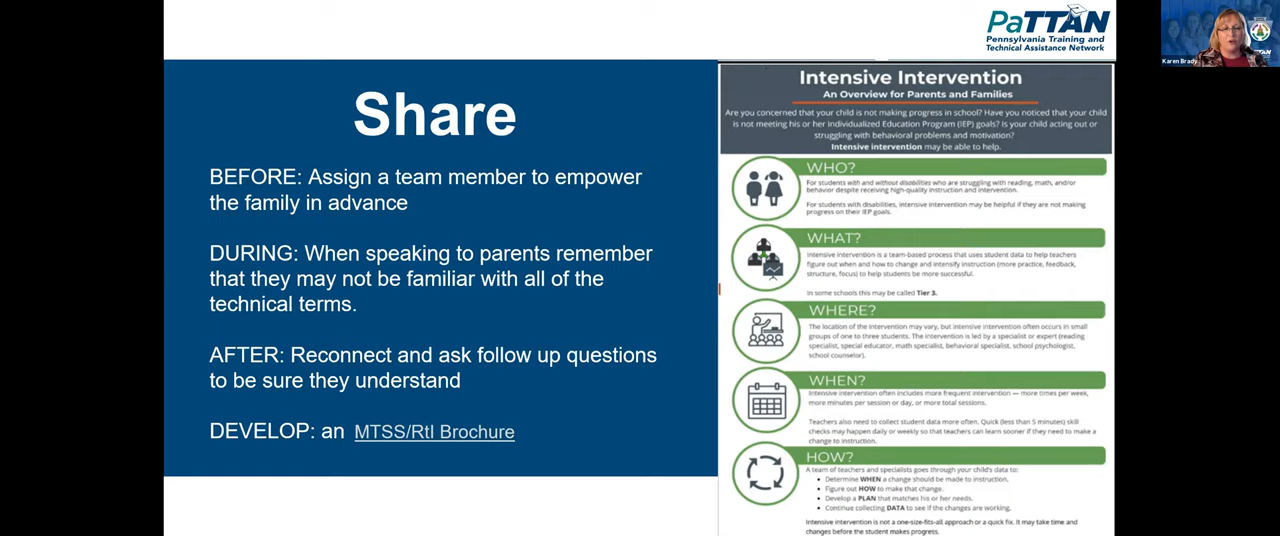 PaTTAN
Pennsylvania Training and
Technical Assistance Network
Karen Brady
Share
BEFORE: Assign a team member to empower
the family in advance
DURING: When speaking to parents remember
that they may not be familiar with all of the
technical terms.
AFTER: Reconnect and ask follow up questions
to be sure they understand
DEVELOP: an MTSS/RtI Brochure
Intensive Intervention
An Overview for Parents and Families
Are you concerned that your child is not making progress in school? Have you noticed that your child
is not meeting his or her Individualized Education Program (IEP) goals? Is your child acting out or
struggling with behavioral problems and motivation?
Intensive intervention may be able to help.
WHO?
For students with and without disabilities who are struggling with reading, math, and/or
behavior despite receiving high-quality instruction and intervention.
For students with disabilities, intensive intervention may be helpful if they are not making
progress on their IEP goals.
WHAT?
Intensive intervention is a team-based process that uses student data to help teachers
figure out when and how to change and intensify instruction (more practice, feedback,
structure, focus) to help students be more successful.
In some schools this may be called Tier 3.
WHERE?
The location of the intervention may vary, but intensive intervention often occurs in small
groups of one to three students. The intervention is led by a specialist or expert (reading
specialist, special educator, math specialist, behavioral specialist, school psychologist,
school counselor).
WHEN?
Intensive intervention often includes more frequent intervention — more times per week,
more minutes per session or day, or more total sessions.
Teachers also need to collect student data more often. Quick (less than 5 minutes) skill
checks may happen daily or weekly so that teachers can learn sooner if they need to make a
change to instruction.
HOW?
A team of teachers and specialists goes through your child's data to:
• Determine WHEN a change should be made to instruction.
• Figure out HOW to make that change.
• Develop a PLAN that matches his or her needs.
• Continue collecting DATA to see if the changes are working.
Intensive intervention is not a one-size-fits-all approach or a quick fix. It may take time and
changes before the student makes progress.